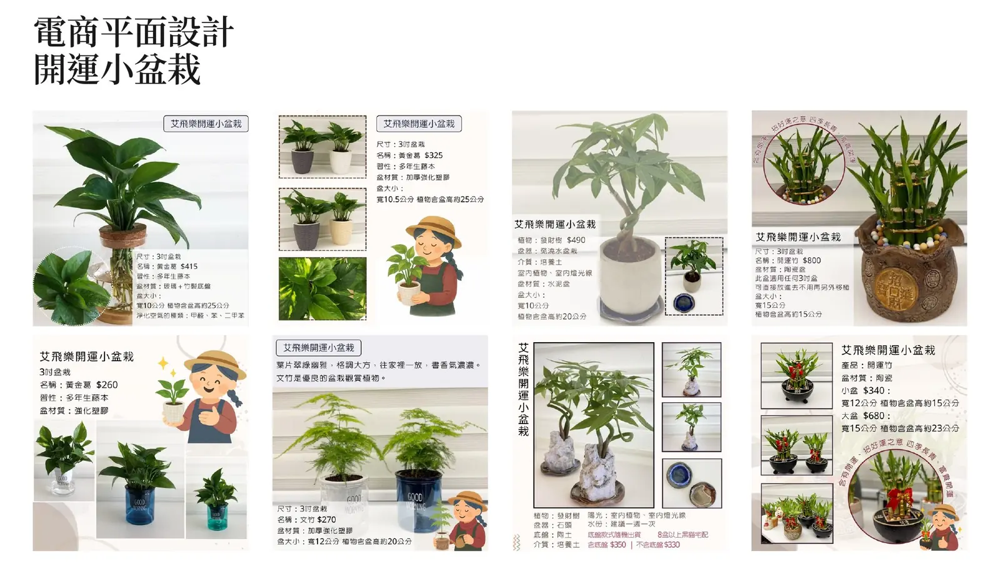 電商平面設計
開運小盆栽
艾飛樂開運小盆栽
尺寸：3吋盆栽
名稱：黃金葛 $415
習性：多年生藤本
盆材質：玻璃＋竹製底盤
盆大小：
寬10公分 植物含盆高約25公分
淨化空氣的種類：甲醛、苯、二甲苯
艾飛樂開運小盆栽
尺寸：3吋盆栽
名稱：黃金葛 $325
習性：多年生藤本
盆材質：加厚強化塑膠
盆大小：
寬10.5公分 植物含盆高約25公分
艾飛樂開運小盆栽
植物：發財樹 $490
盆器：免澆水盆栽
介質：培養土
室內植物、室內燈光線
盆材質：水泥盆
盆大小：
寬10公分
植物含盆高約20公分
含有開運、招好運之意 四季長青、富貴開運
艾飛樂開運小盆栽
尺寸：3吋盆栽
名稱：開運竹 $800
盆材質：陶瓷盆
此盆適用任何3吋盆
可直接放進去不用再另外移植
盆大小：
寬15公分
植物含盆高約15公分
招
財
艾飛樂開運小盆栽
3吋盆栽
名稱：黃金葛 $260
習性：多年生藤本
盆材質：強化塑膠
GOOD
MORNING
GOOD
MORNING
GOOD
艾飛樂開運小盆栽
葉片翠綠幽雅，格調大方，往家裡一放，書香氣濃濃。
文竹是優良的盆栽觀賞植物。
GOOD
MORNING
GOOD
MORNING
尺寸：3吋盆栽
名稱：文竹 $270
盆材質：加厚強化塑膠
盆大小：寬12公分 植物含盆高約20公分
艾飛樂開運小盆栽
植物：發財樹 陽光：室內植物、室內燈光線
盆器：石頭 水份：建議一週一次
底盤：陶土 底盤款式隨機出貨 8盆以上黑貓宅配
介質：培養土 含底盤 $350 | 不含底盤 $330
艾飛樂開運小盆栽
產品：開運竹
盆材質：陶瓷
小盆 $340：
寬12公分 植物含盆高約15公分
大盆 $680：
寬15公分 植物含盆高約23公分
含有開運、招好運之意 四季長青、富貴開運
財